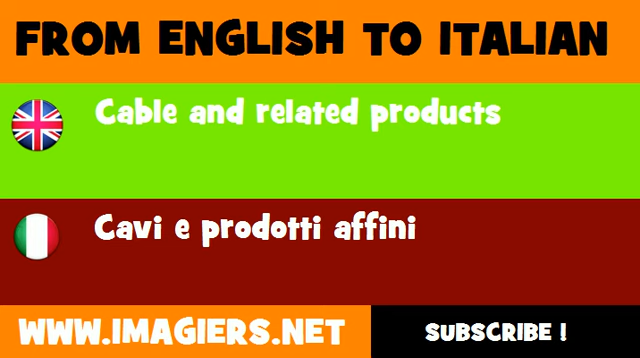 FROM ENGLISH TO ITALIAN
Cable and related products
Cavi e prodotti affini
WWW.IMAGIERS.NET
SUBSCRIBE !